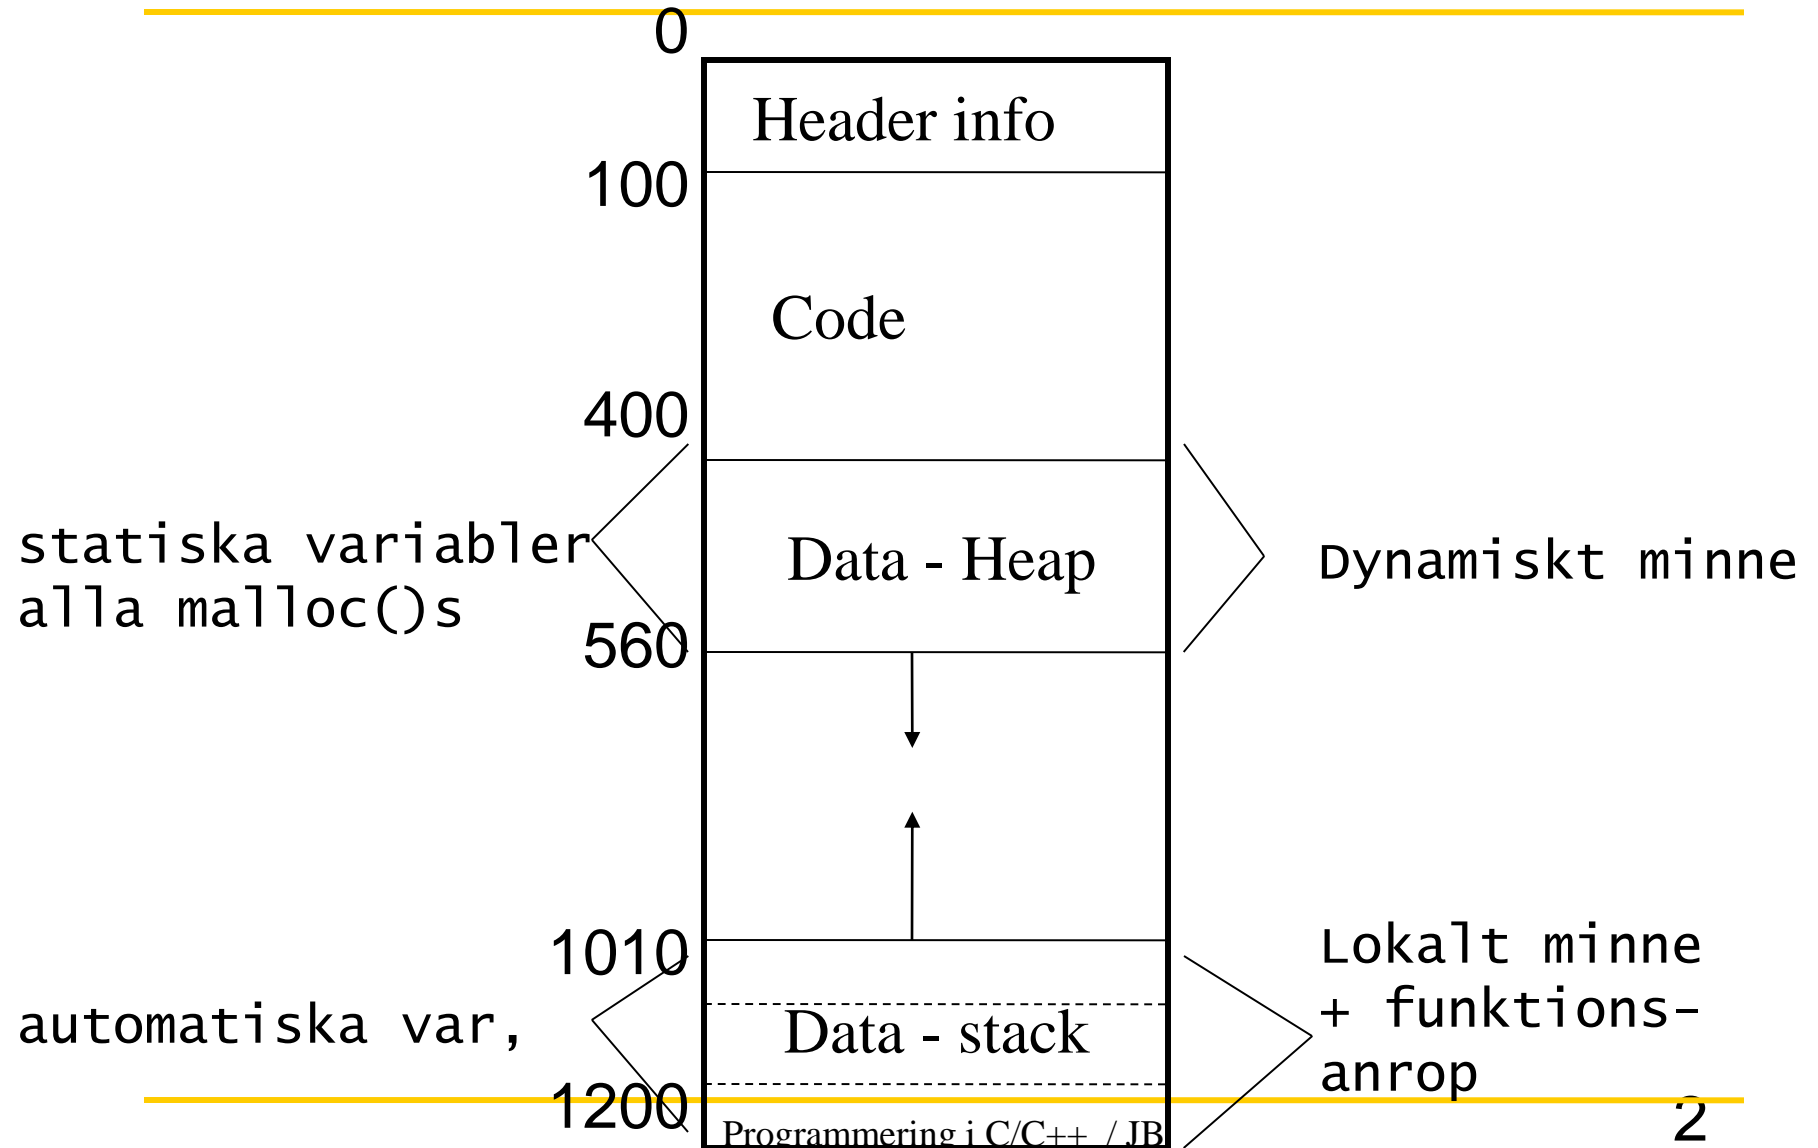 0
Header info
100
Code
400
statiska variabler
alla malloc()s
Data - Heap
Dynamiskt minne
560
1010
Lokalt minne
+ funktions-
anrop
automatiska var,
Data - stack
1200
Programmering i C/C++ / JB
2